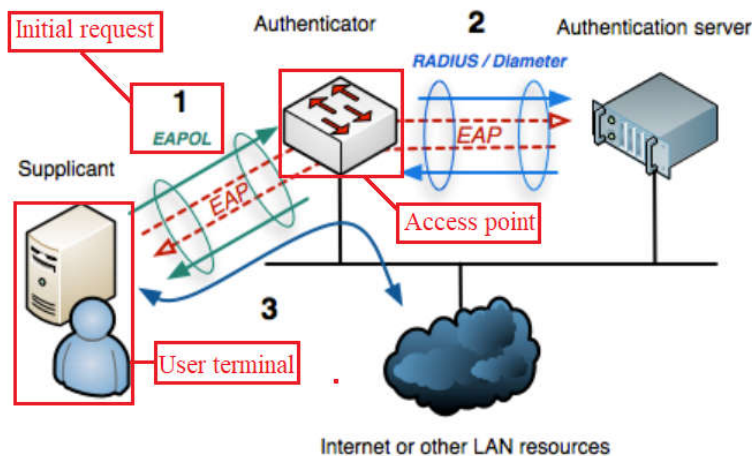 Initial request
Authenticator
2
Authentication server
RADIUS / Diameter
1
EAPOL
EAP
Supplicant
EAP
Access point
3
User terminal
Internet or other LAN resources